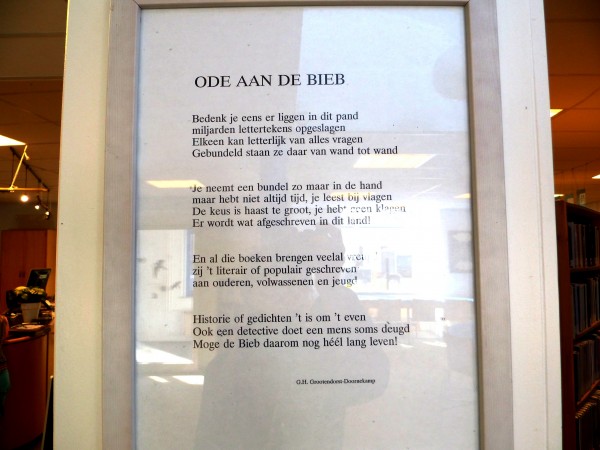 ODE AAN DE BIEB
Bedenk je eens er liggen in dit pand
miljarden lettertekens opgeslagen
Elkeen kan letterlijk van alles vragen
Gebundeld staan ze daar van wand tot wand
Je neemt een bundel zo maar in de hand
maar hebt niet altijd tijd, je leest bij vlagen
De keus is haast te groot, je hebt geen klagen
Er wordt wat afgeschreven in dit land!
En al die boeken brengen veelal
zij 't literair of populair geschreven
aan ouderen, volwassenen en jeugd
Historie of gedichten 't is om 't even
Ook een detective doet een mens soms deugd
Moge de Bieb daarom nog héél lang leven!
G.H.